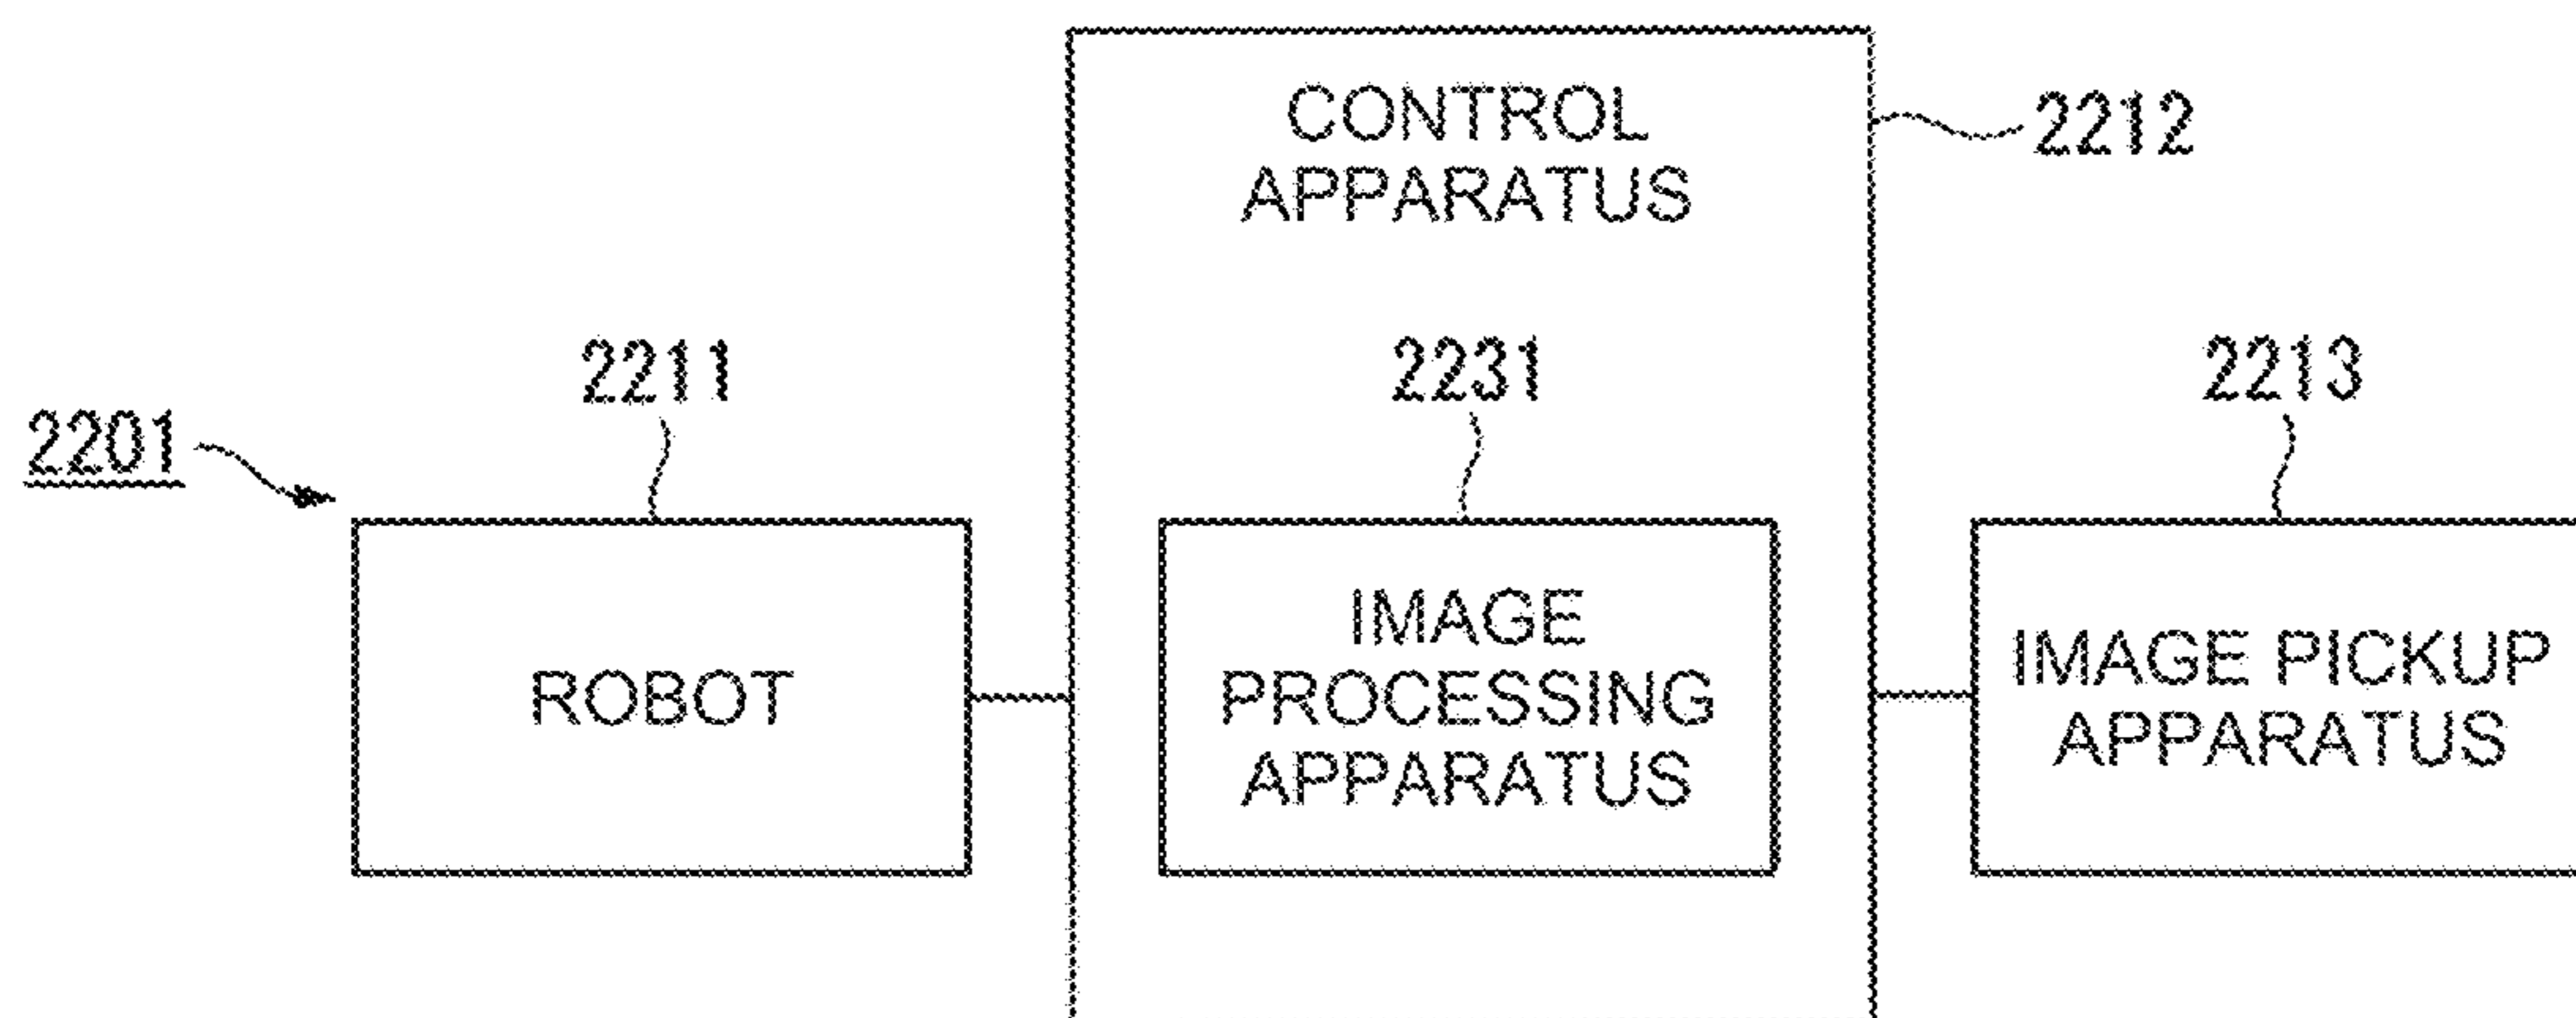 CONTROL
APPARATUS
2212
2211
2231
2213
2201
ROBOT
IMAGE
PROCESSING
APPARATUS
IMAGE PICKUP
APPARATUS